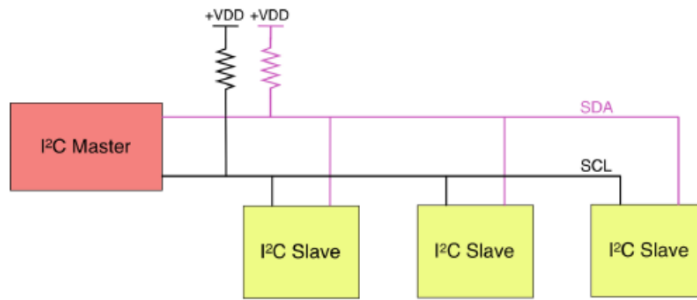 +VDD +VDD
SDA
I²C Master
SCL
I²C Slave I²C Slave I²C Slave